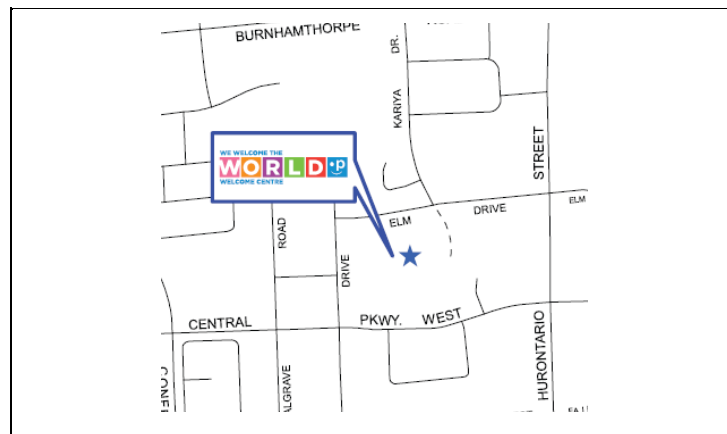 BURNHAMTHORPE
KARIYA DR.
HURONTARIO STREET
WE WELCOME THE
WORLD
WELCOME CENTRE
ELM DRIVE
ELM
ROAD
DRIVE
CENTRAL PKWY. WEST